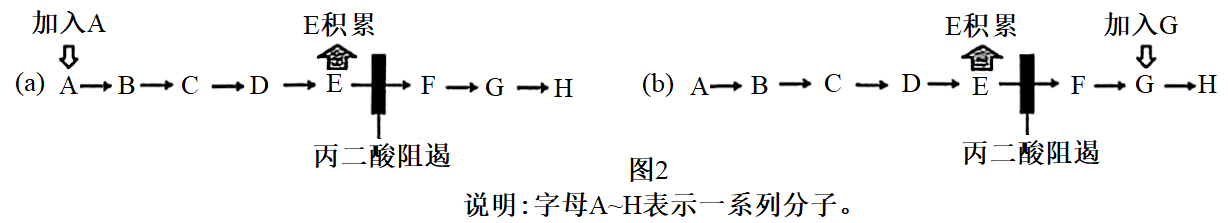 加入A E积累 E积累 加入G
(a) A B C D E F G H (b) A B C D E F G H
丙二酸阻遏 丙二酸阻遏
图2
说明:字母A~H表示一系列分子。